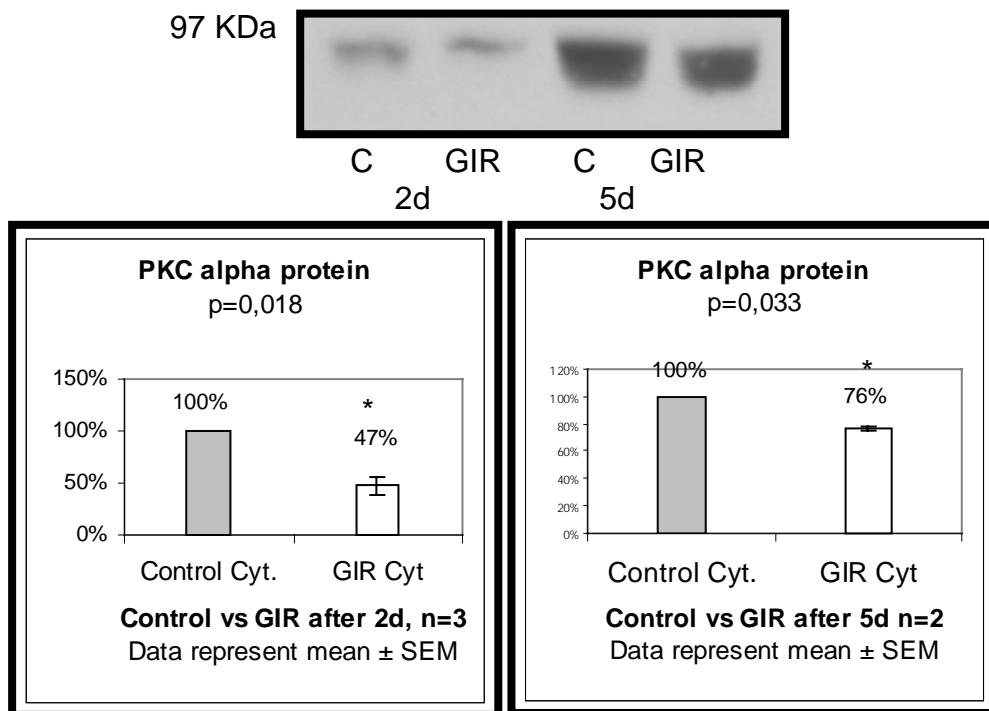 97 KDa
C GIR C GIR
2d 5d
PKC alpha protein
p=0,018
150%
100%
50%
0%
100%
*
47%
Control Cyt. GIR Cyt
Control vs GIR after 2d, n=3
Data represent mean ± SEM
PKC alpha protein
p=0,033
120%
100%
80%
60%
40%
20%
0%
100%
*
76%
Control Cyt. GIR Cyt
Control vs GIR after 5d n=2
Data represent mean ± SEM